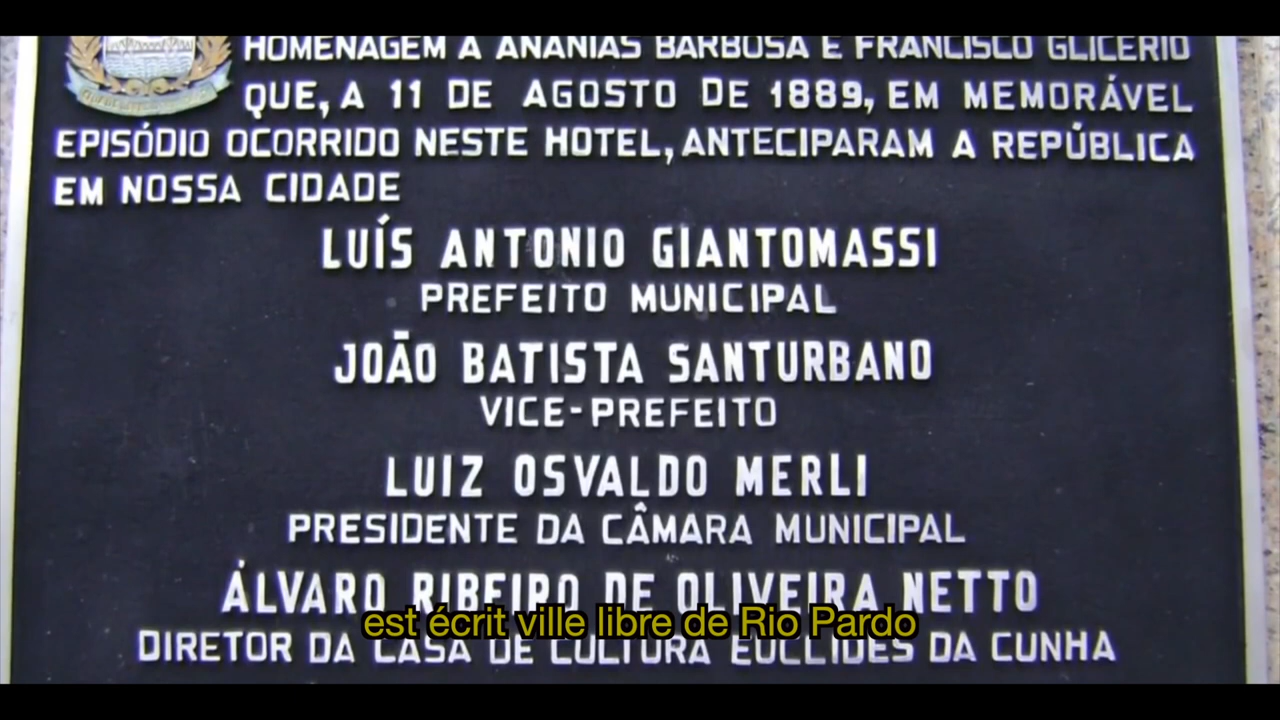 HOMENAGEM A ANANIAS BARBOSA E FRANCISCO GLICÉRIO
QUE, A 11 DE AGOSTO DE 1889, EM MEMORÁVEL
EPISÓDIO OCORRIDO NESTE HOTEL, ANTECIPARAM A REPÚBLICA
EM NOSSA CIDADE
LUÍS ANTONIO GIANTOMASSI
PREFEITO MUNICIPAL
JOÃO BATISTA SANTURBANO
VICE-PREFEITO
LUIZ OSVALDO MERLI
PRESIDENTE DA CÂMARA MUNICIPAL
ÁLVARO RIBEIRO DE OLIVEIRA NETTO
est écrit ville libre de Rio Pardo
DIRETOR DA CASA DE CULTURA EUCLIDES DA CUNHA